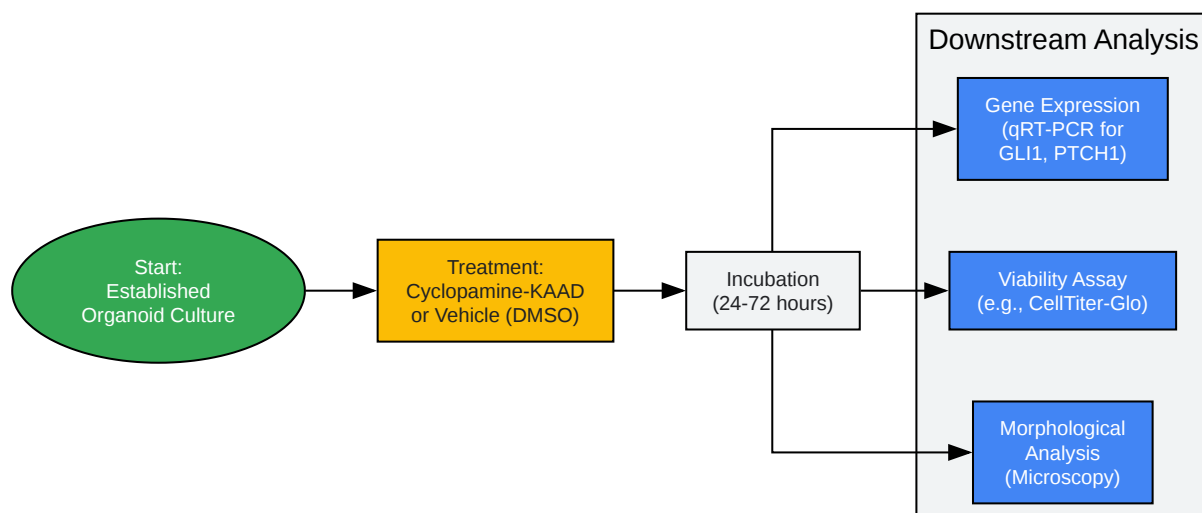 Downstream Analysis
Gene Expression
(qRT-PCR for
GLI1, PTCH1)
Start:
Established
Organoid Culture
Treatment:
Cyclopamine-KAAD
or Vehicle (DMSO)
Incubation
(24-72 hours)
Viability Assay
(e.g., CellTiter-Glo)
Morphological
Analysis
(Microscopy)